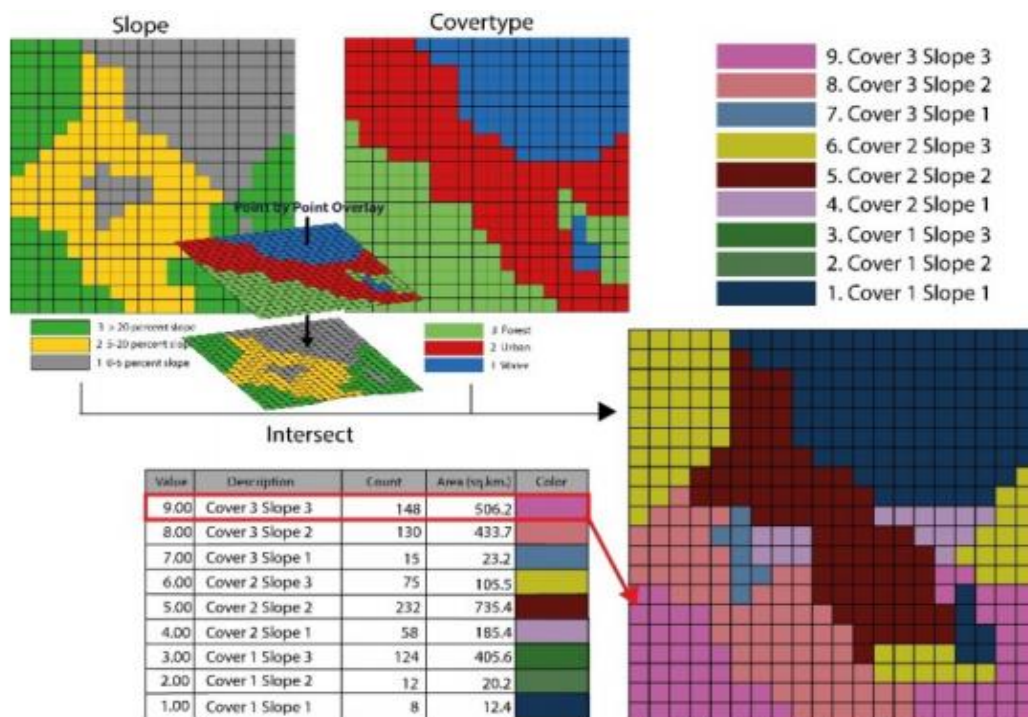 Slope
Covertype
9. Cover 3 Slope 3
8. Cover 3 Slope 2
7. Cover 3 Slope 1
6. Cover 2 Slope 3
5. Cover 2 Slope 2
4. Cover 2 Slope 1
3. Cover 1 Slope 3
2. Cover 1 Slope 2
1. Cover 1 Slope 1
Point by Point Overlay
3 > 20 percent slope
2 5-20 percent slope
1 0-5 percent slope
3 Forest
2 Urban
1 Water
Intersect
Value Description Count Area (sq.km.) Color
9.00 Cover 3 Slope 3 148 506.2
8.00 Cover 3 Slope 2 130 433.7
7.00 Cover 3 Slope 1 15 23.2
6.00 Cover 2 Slope 3 75 105.5
5.00 Cover 2 Slope 2 232 735.4
4.00 Cover 2 Slope 1 58 185.4
3.00 Cover 1 Slope 3 124 405.6
2.00 Cover 1 Slope 2 12 20.2
1.00 Cover 1 Slope 1 8 12.4